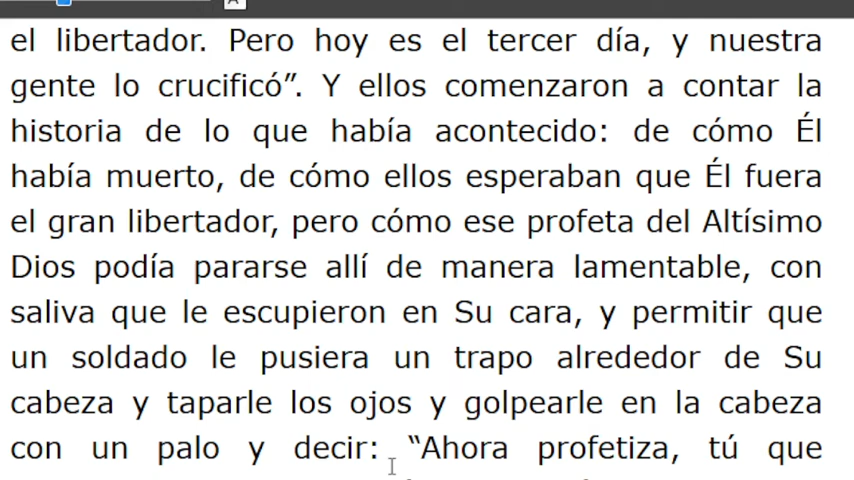 el libertador. Pero hoy es el tercer día, y nuestra
gente lo crucificó”. Y ellos comenzaron a contar la
historia de lo que había acontecido: de cómo Él
había muerto, de cómo ellos esperaban que Él fuera
el gran libertador, pero cómo ese profeta del Altísimo
Dios podía pararse allí de manera lamentable, con
saliva que le escupieron en Su cara, y permitir que
un soldado le pusiera un trapo alrededor de Su
cabeza y taparle los ojos y golpearle en la cabeza
con un palo y decir: “Ahora profetiza, tú que